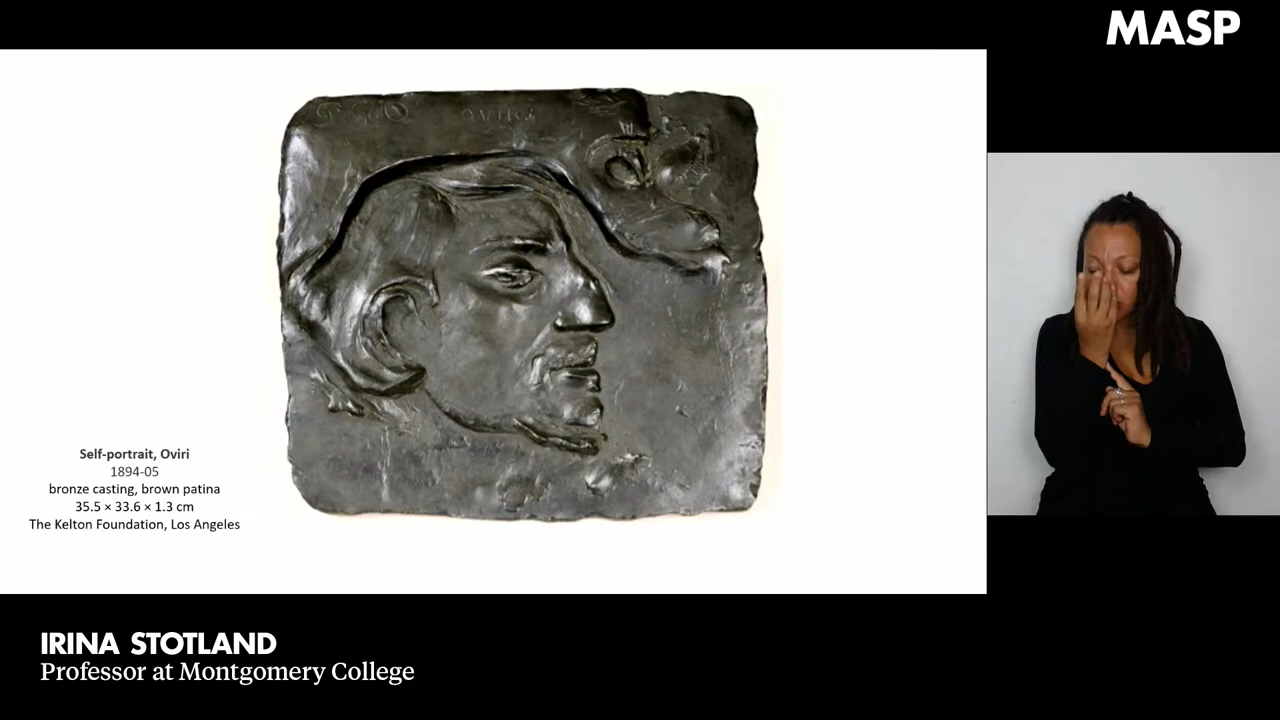 MASP
Self-portrait, Oviri
1894-05
bronze casting, brown patina
35.5 × 33.6 × 1.3 cm
The Kelton Foundation, Los Angeles
IRINA STOTLAND
Professor at Montgomery College